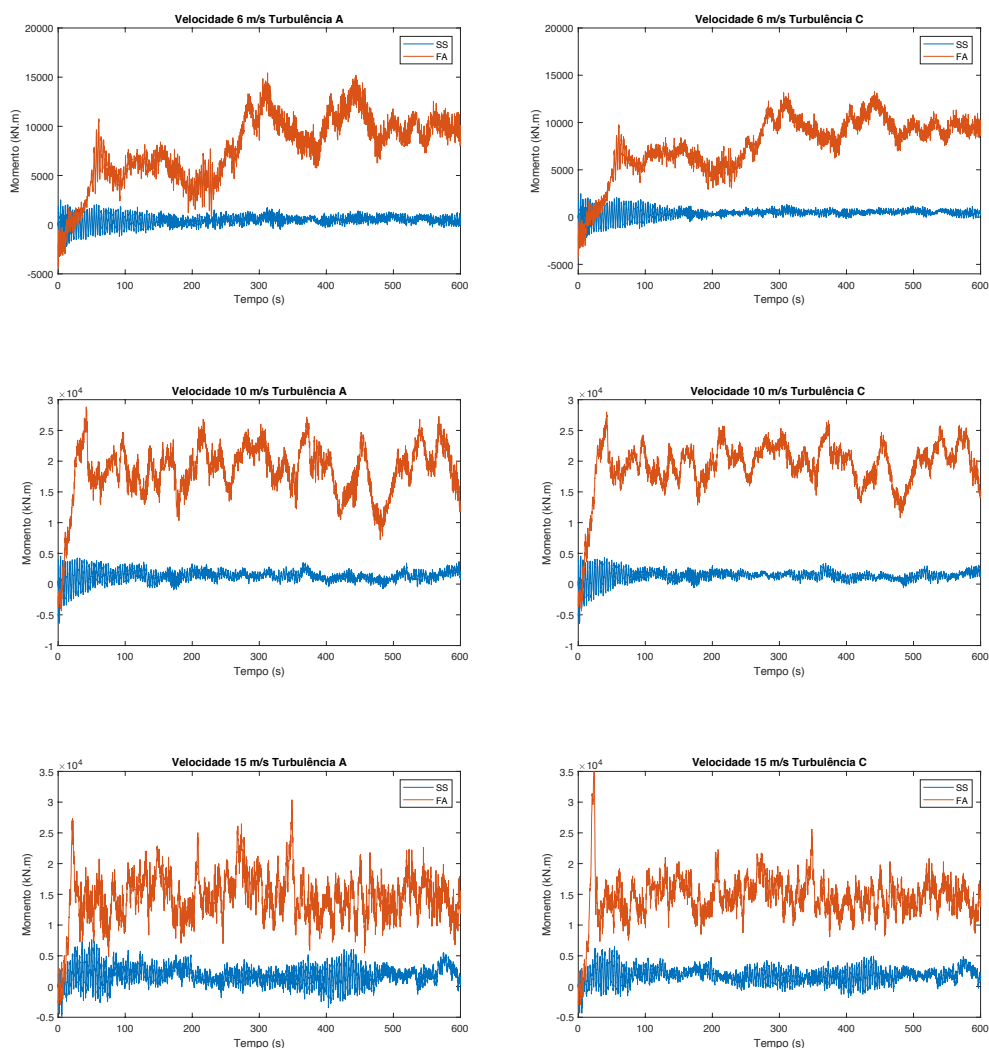 Velocidade 6 m/s Turbulência A
20000
15000
10000
5000
0
-5000
Momento (kN.m)
0 100 200 300 400 500 600
Tempo (s)
SS
FA
Velocidade 6 m/s Turbulência C
20000
15000
10000
5000
0
-5000
Momento (kN.m)
0 100 200 300 400 500 600
Tempo (s)
SS
FA
Velocidade 10 m/s Turbulência A
×10⁴
3
2.5
2
1.5
1
0.5
0
-0.5
-1
Momento (kN.m)
0 100 200 300 400 500 600
Tempo (s)
Velocidade 10 m/s Turbulência C
×10⁴
3
2.5
2
1.5
1
0.5
0
-0.5
-1
Momento (kN.m)
0 100 200 300 400 500 600
Tempo (s)
Velocidade 15 m/s Turbulência A
×10⁴
3.5
3
2.5
2
1.5
1
0.5
0
-0.5
Momento (kN.m)
0 100 200 300 400 500 600
Tempo (s)
SS
FA
Velocidade 15 m/s Turbulência C
×10⁴
3.5
3
2.5
2
1.5
1
0.5
0
-0.5
Momento (kN.m)
0 100 200 300 400 500 600
Tempo (s)
SS
FA